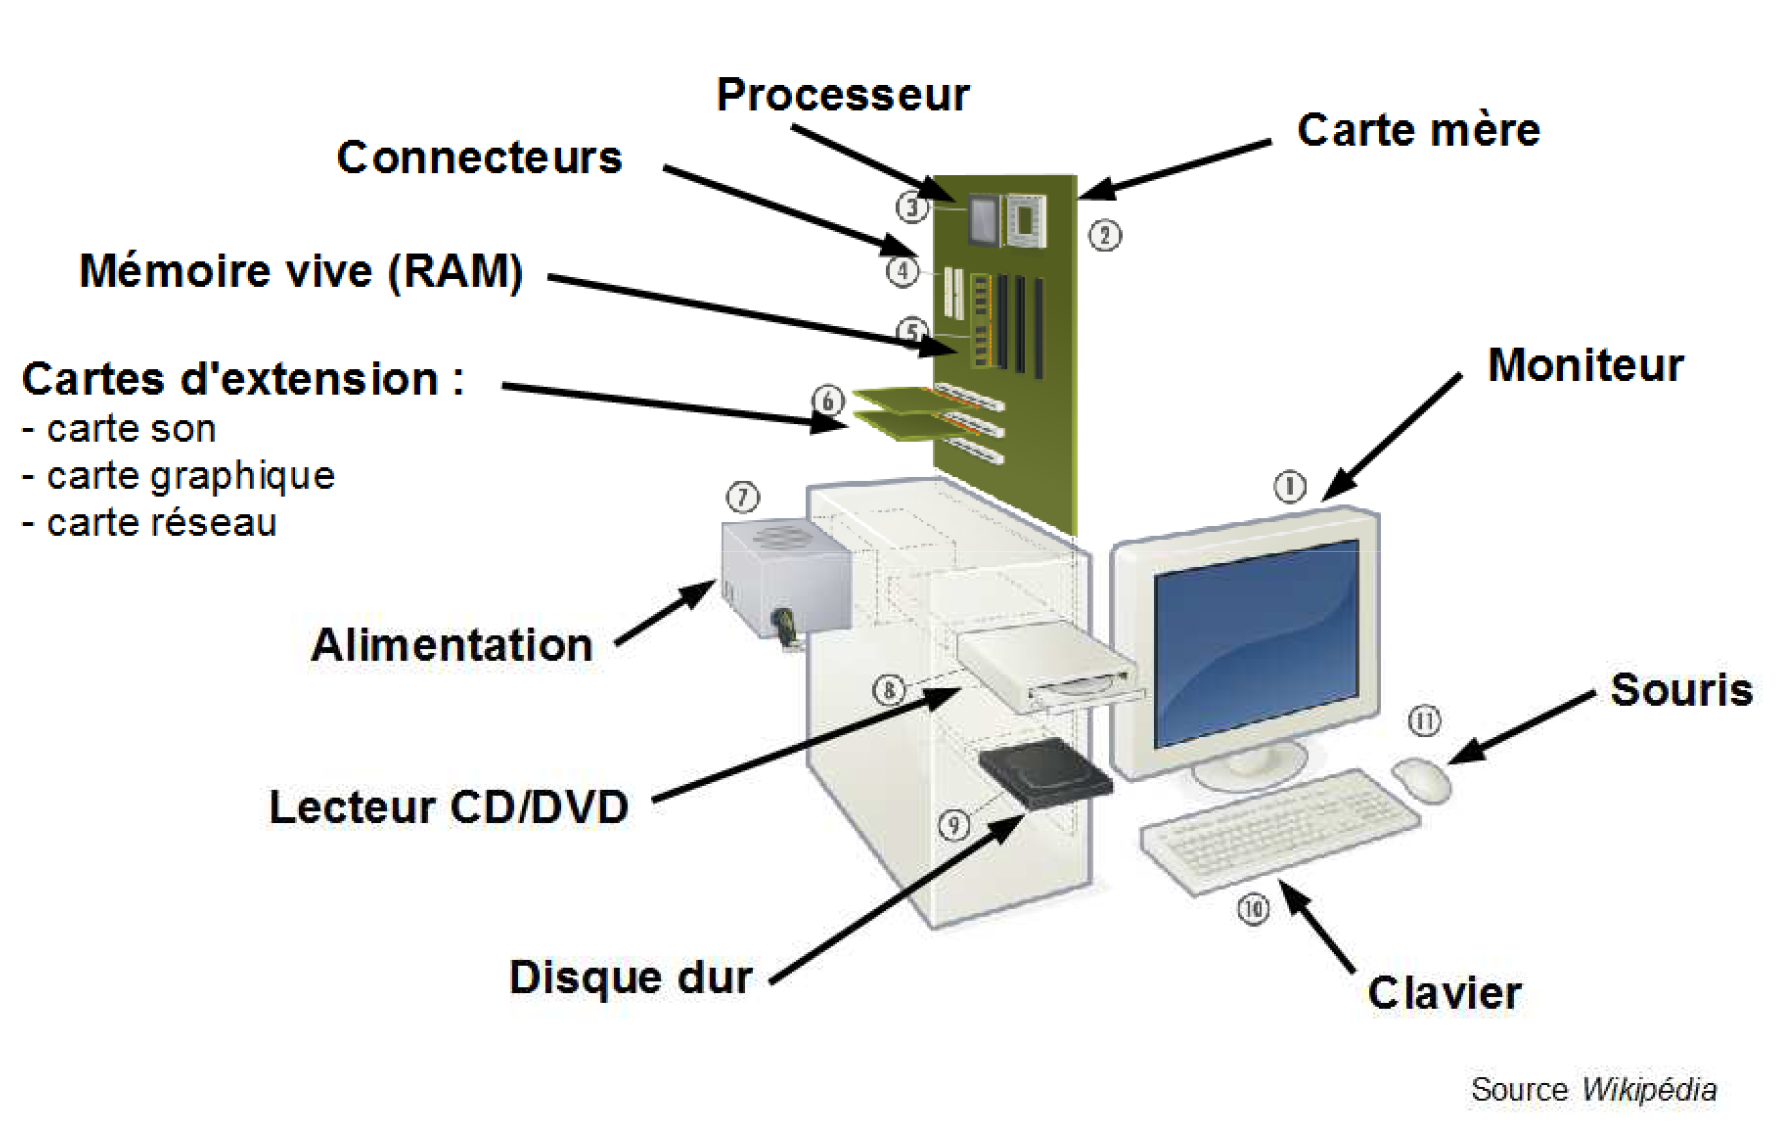 Processeur
Carte mère
Connecteurs
3
2
Mémoire vive (RAM)
4
5
Cartes d'extension :
- carte son
- carte graphique
- carte réseau
6
Moniteur
7
1
Alimentation
8
Souris
11
Lecteur CD/DVD
9
10
Disque dur
Clavier
Source Wikipédia